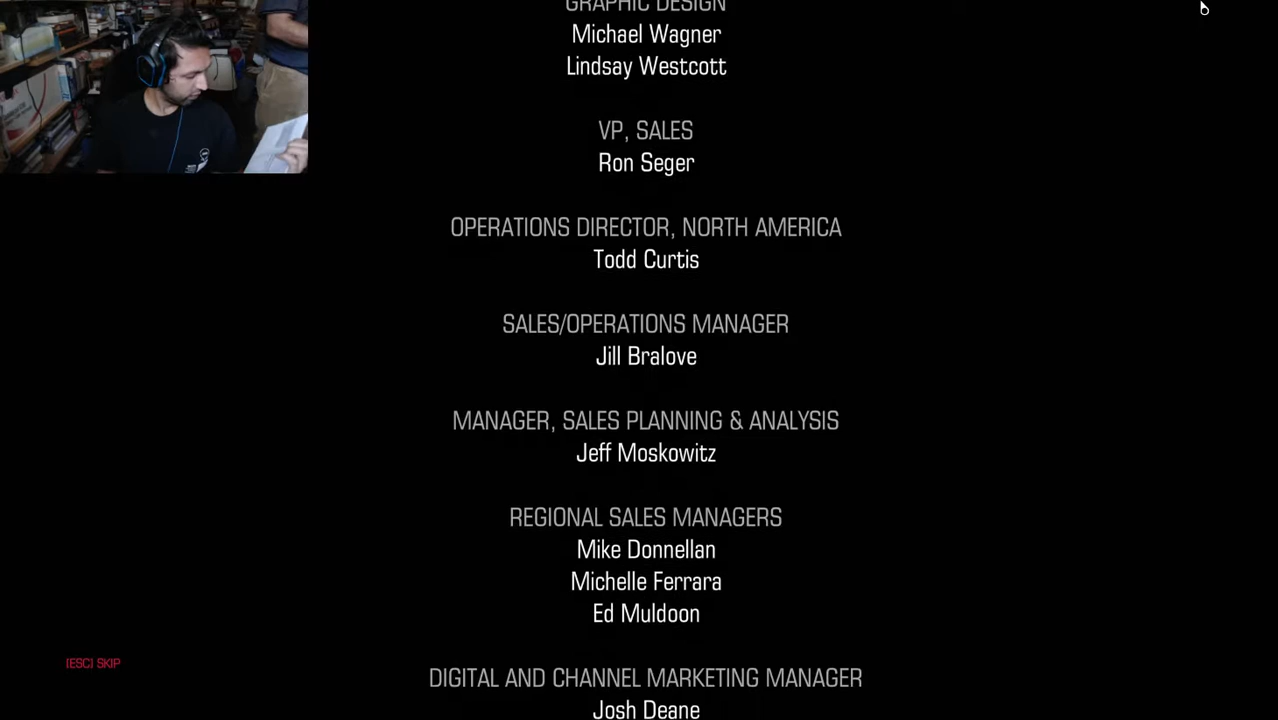 GRAPHIC DESIGN
Michael Wagner
Lindsay Westcott
VP, SALES
Ron Seger
OPERATIONS DIRECTOR, NORTH AMERICA
Todd Curtis
SALES/OPERATIONS MANAGER
Jill Bralove
MANAGER, SALES PLANNING & ANALYSIS
Jeff Moskowitz
REGIONAL SALES MANAGERS
Mike Donnellan
Michelle Ferrara
Ed Muldoon
[ESC] SKIP
DIGITAL AND CHANNEL MARKETING MANAGER
Josh Deane